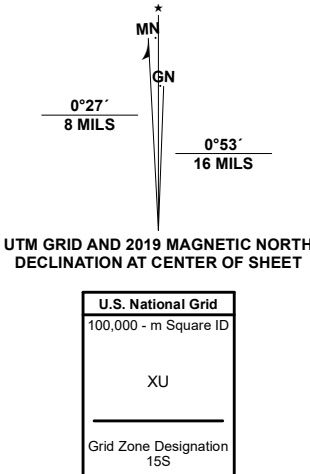 MN
GN
0°27´
8 MILS
0°53´
16 MILS
UTM GRID AND 2019 MAGNETIC NORTH
DECLINATION AT CENTER OF SHEET
U.S. National Grid
100,000 - m Square ID
XU
Grid Zone Designation
15S